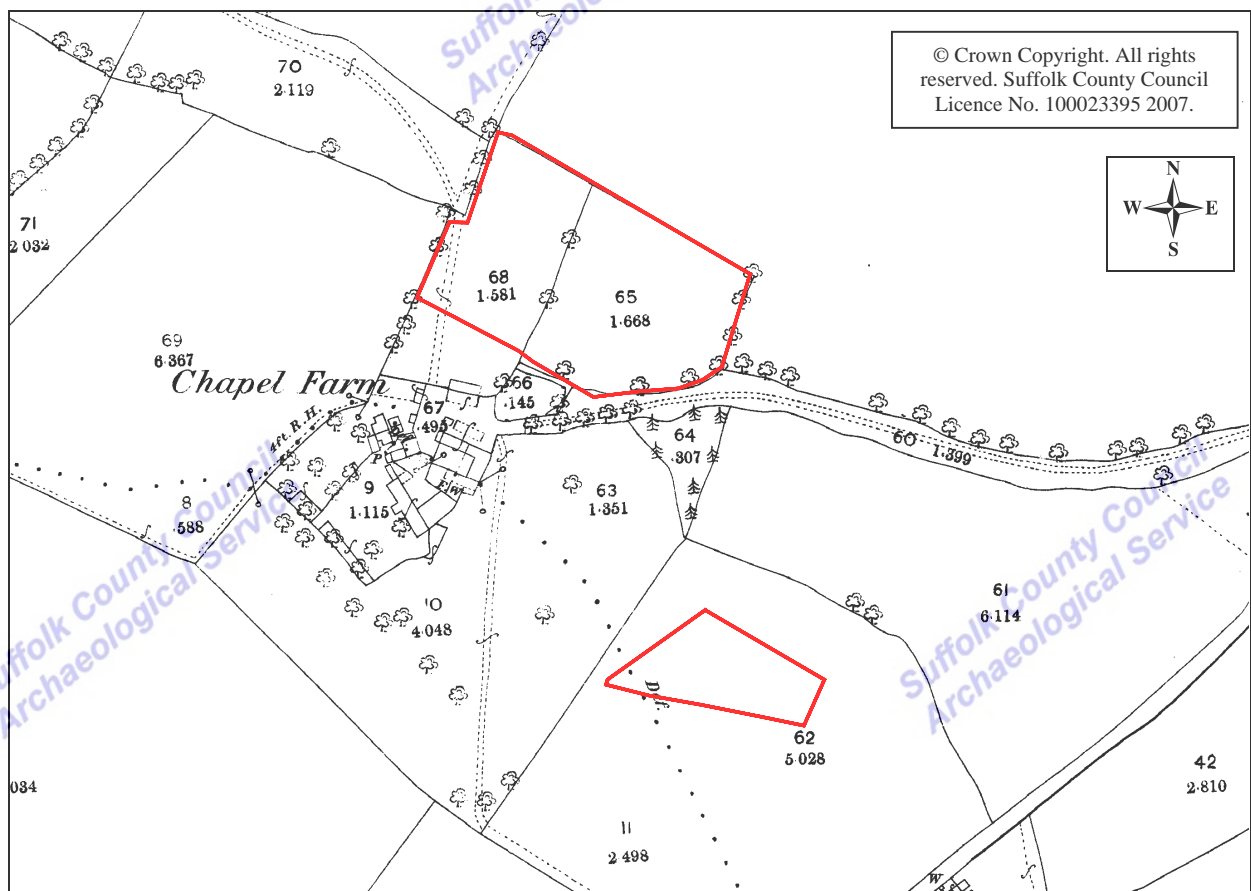 Suffolk County Council
Archaeological Service
© Crown Copyright. All rights
reserved. Suffolk County Council
Licence No. 100023395 2007.
N
W E
S
70
2.119
71
2.032
68
1.581
65
1.668
69
6.367
Chapel Farm
66
.145
67
.495
4ft. R. H.
64
.307
60
1.399
63
1.351
8
.588
9
1.115
P
10
4.048
61
6.114
Suffolk County Council
Archaeological Service
Suffolk County Council
Archaeological Service
Def.
62
5.028
42
2.810
034
11
2.498
W